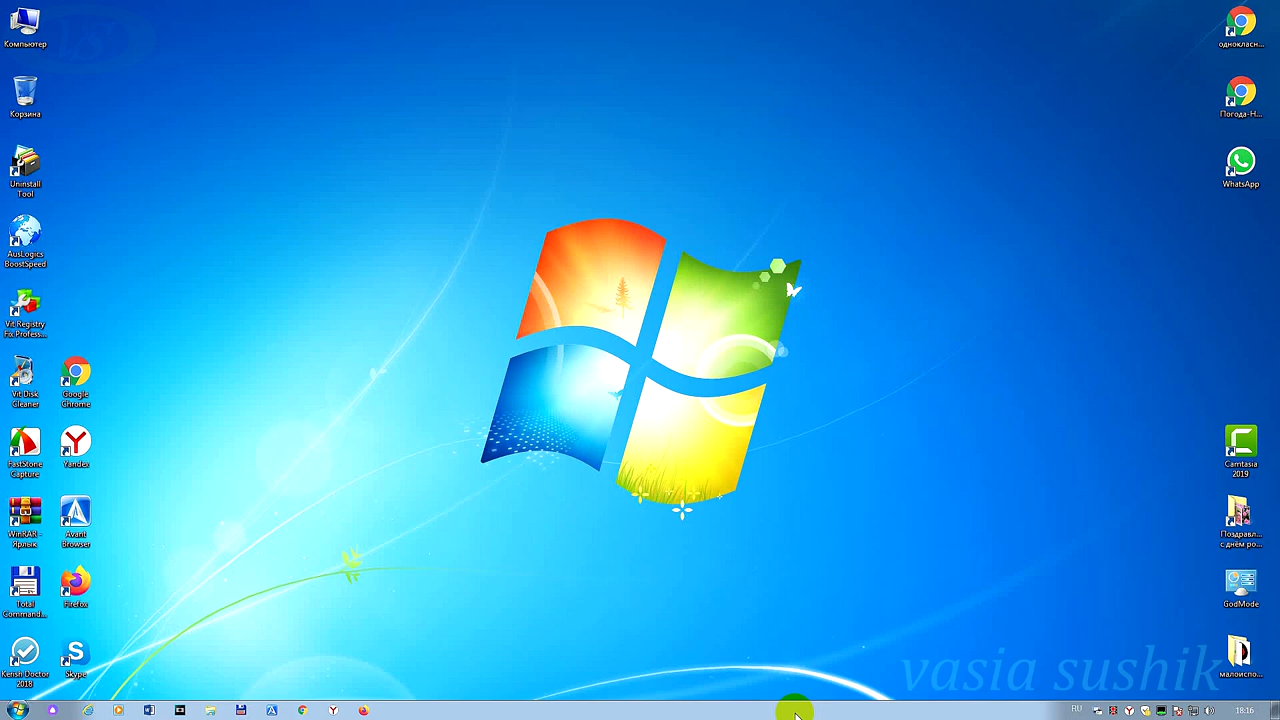 Компьютер
Корзина
Uninstall
Tool
AusLogics
BoostSpeed
Vit Registry
Fix Profess...
Vit Disk
Cleaner
Google
Chrome
FastStone
Capture
Yandex
WinRAR -
Ярлык
Avant
Browser
Total
Command...
Firefox
Kerish Doctor
2018
Skype
однокласн...
Погода-Н...
WhatsApp
Camtasia
2019
Поздравл...
с днём ро...
GodMode
малоиспо...
vasia sushik
RU
18:16